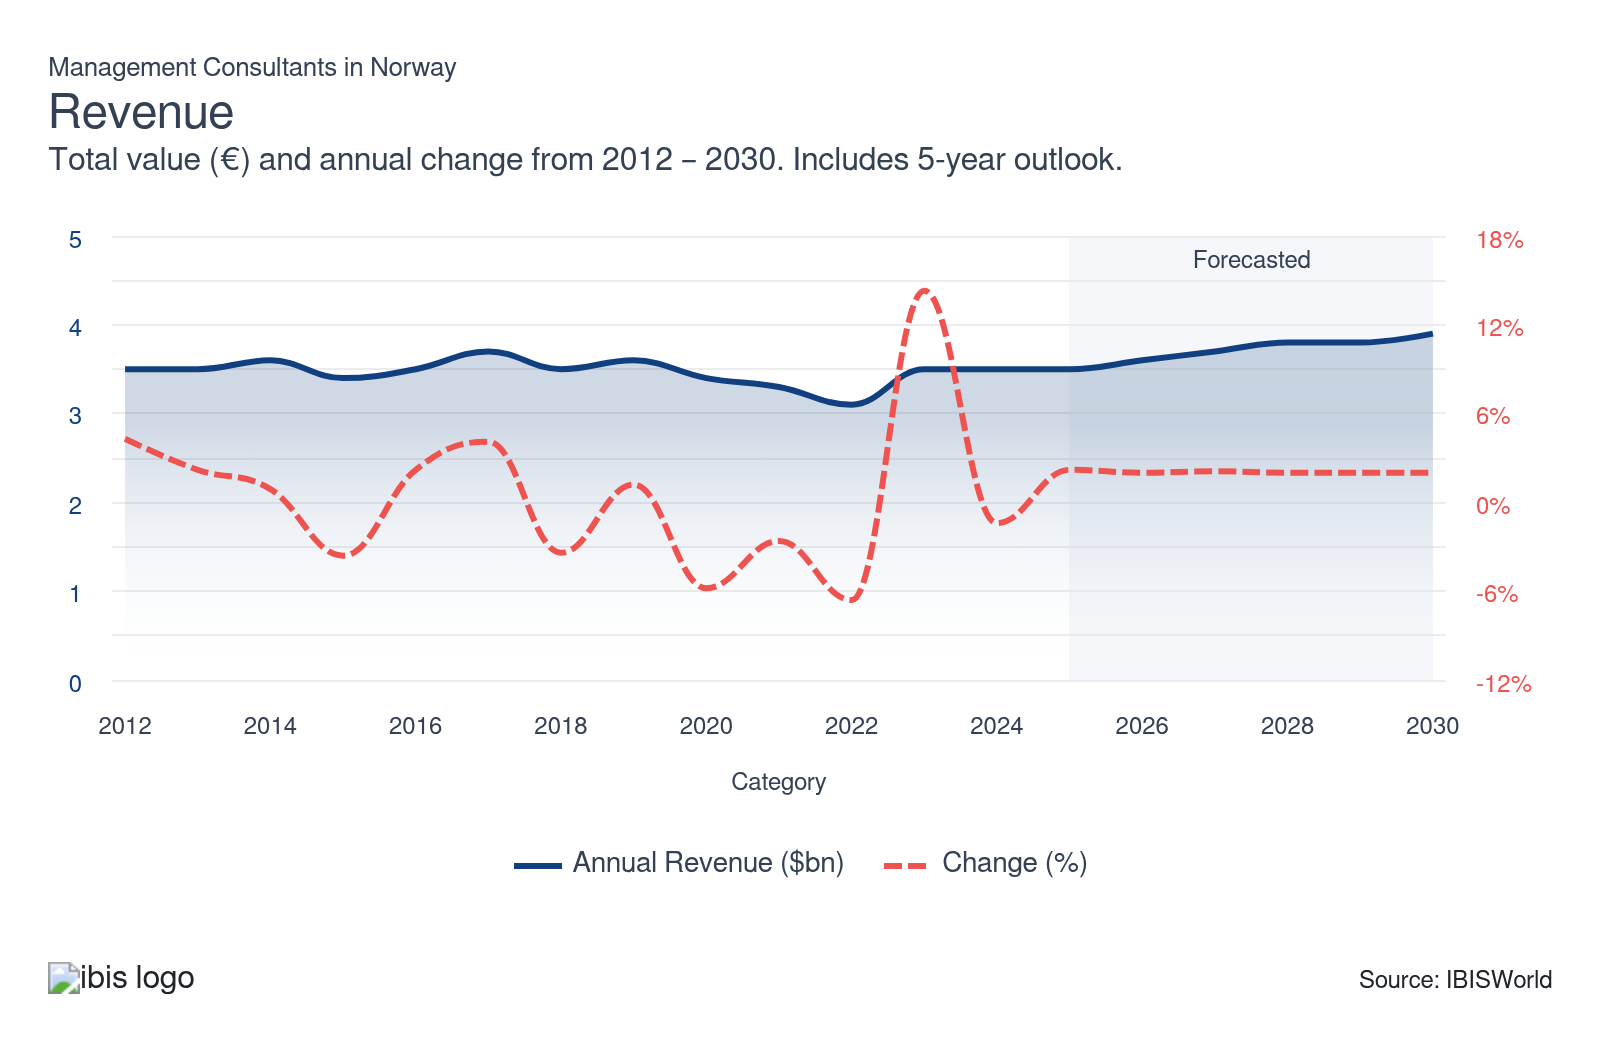 Management Consultants in Norway
Revenue
Total value (€) and annual change from 2012 – 2030. Includes 5-year outlook.
5
18%
Forecasted
4
12%
3
6%
2
0%
1
-6%
0
-12%
2012 2014 2016 2018 2020 2022 2024 2026 2028 2030
Category
Annual Revenue ($bn) Change (%)
ibis logo
Source: IBISWorld